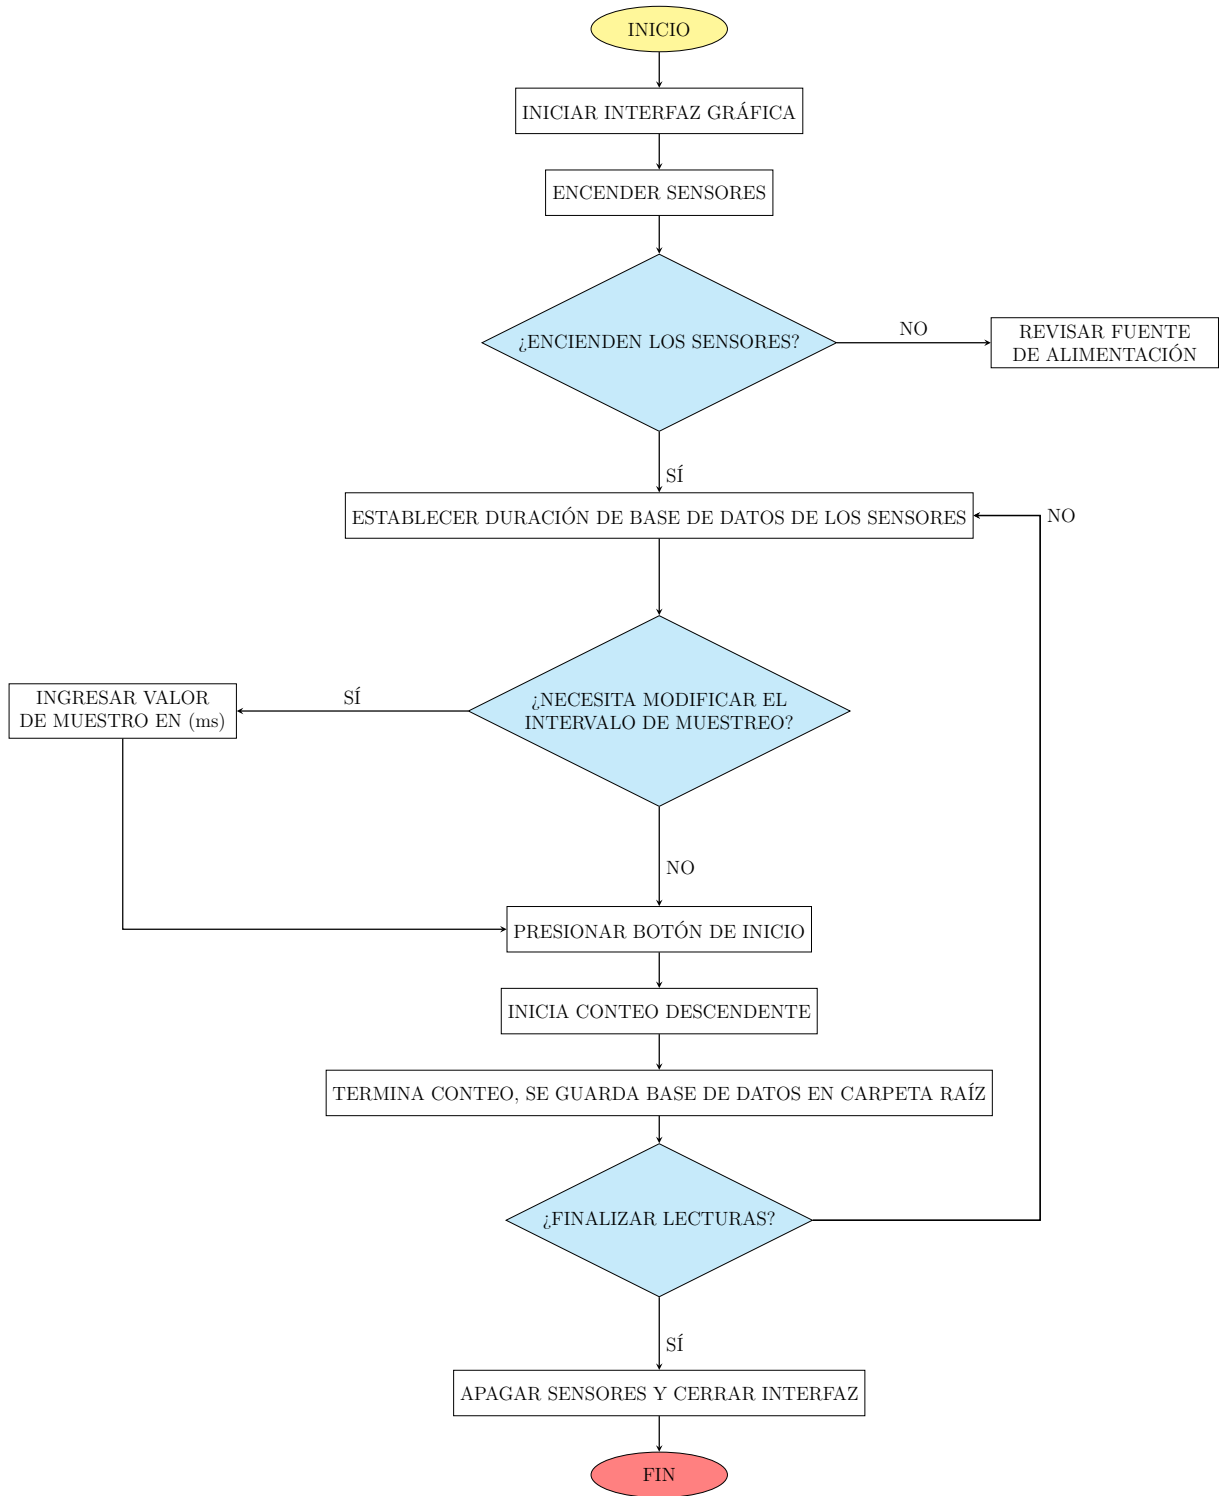 INICIO
INICIAR INTERFAZ GRÁFICA
ENCENDER SENSORES
¿ENCIENDEN LOS SENSORES?
NO
REVISAR FUENTE
DE ALIMENTACIÓN
SÍ
ESTABLECER DURACIÓN DE BASE DE DATOS DE LOS SENSORES
NO
¿NECESITA MODIFICAR EL
INTERVALO DE MUESTREO?
SÍ
INGRESAR VALOR
DE MUESTRO EN (ms)
NO
PRESIONAR BOTÓN DE INICIO
INICIA CONTEO DESCENDENTE
TERMINA CONTEO, SE GUARDA BASE DE DATOS EN CARPETA RAÍZ
¿FINALIZAR LECTURAS?
SÍ
APAGAR SENSORES Y CERRAR INTERFAZ
FIN